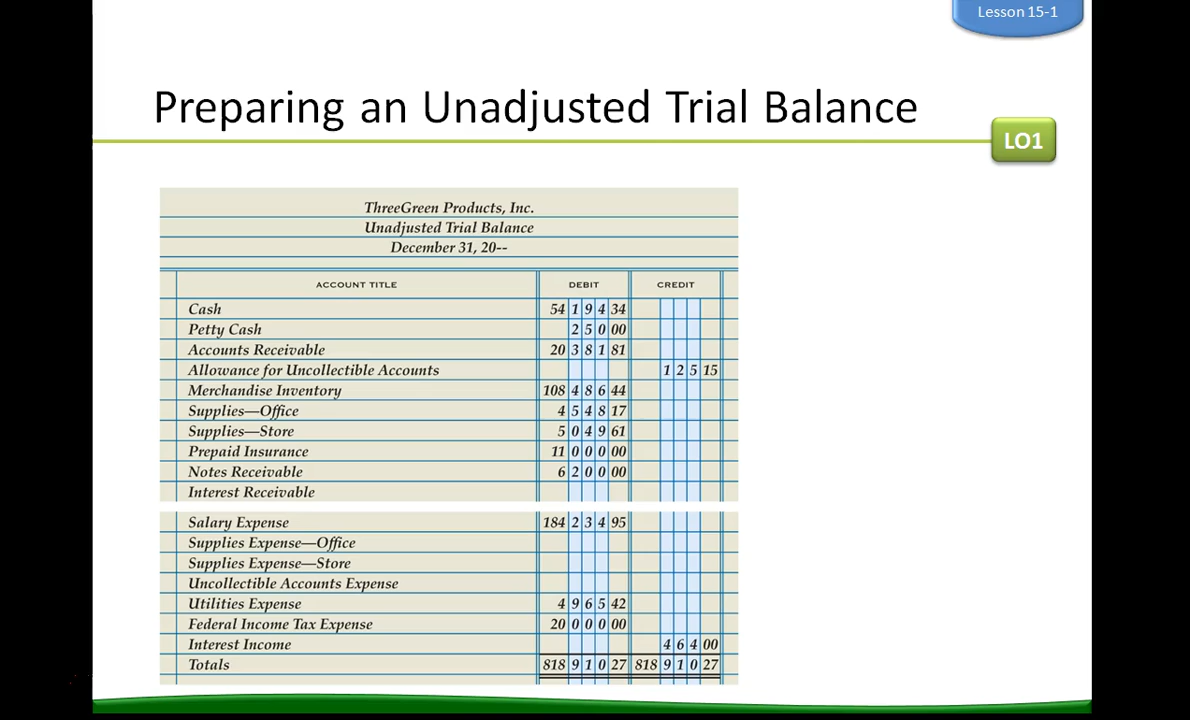 Lesson 15-1
Preparing an Unadjusted Trial Balance
LO1
ThreeGreen Products, Inc.
Unadjusted Trial Balance
December 31, 20--
ACCOUNT TITLE DEBIT CREDIT
Cash 54 1 9 4 34
Petty Cash 2 5 0 00
Accounts Receivable 20 3 8 1 81
Allowance for Uncollectible Accounts 1 2 5 15
Merchandise Inventory 108 4 8 6 44
Supplies—Office 4 5 4 8 17
Supplies—Store 5 0 4 9 61
Prepaid Insurance 11 0 0 0 00
Notes Receivable 6 2 0 0 00
Interest Receivable
Salary Expense 184 2 3 4 95
Supplies Expense—Office
Supplies Expense—Store
Uncollectible Accounts Expense
Utilities Expense 4 9 6 5 42
Federal Income Tax Expense 20 0 0 0 00
Interest Income 4 6 4 00
Totals 818 9 1 0 27 818 9 1 0 27